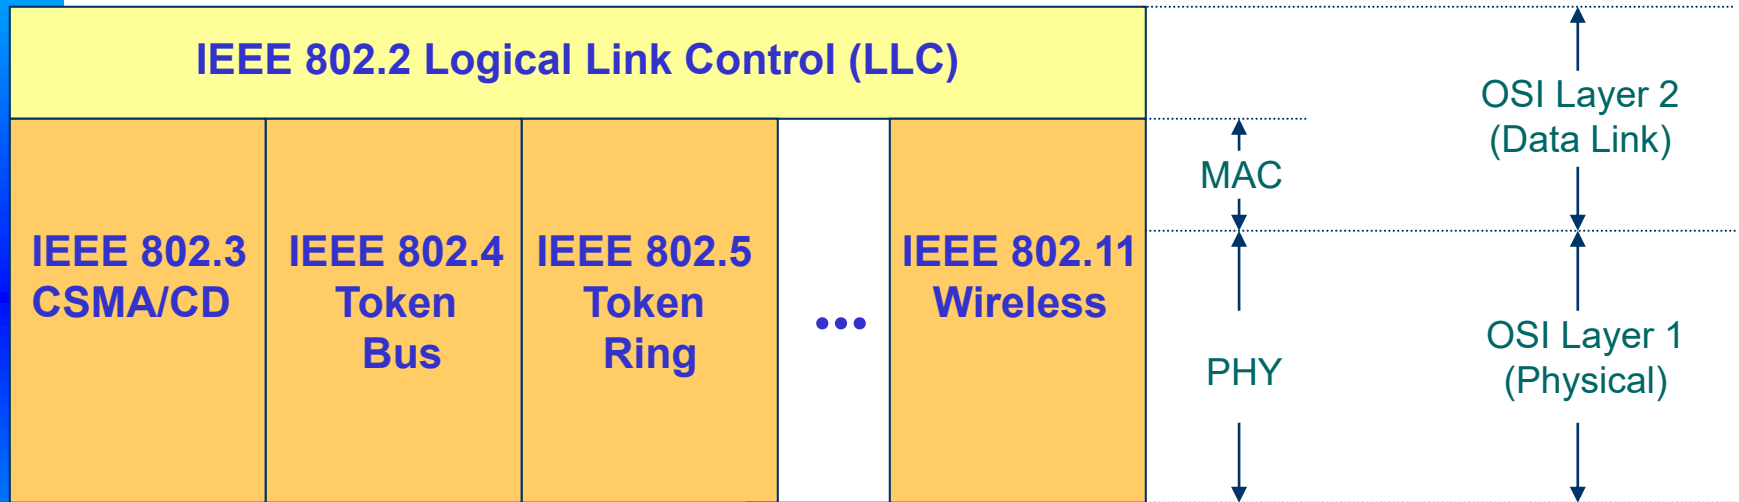 IEEE 802.2 Logical Link Control (LLC)
OSI Layer 2
(Data Link)
MAC
IEEE 802.3
CSMA/CD
IEEE 802.4
Token
Bus
IEEE 802.5
Token
Ring
...
IEEE 802.11
Wireless
PHY
OSI Layer 1
(Physical)